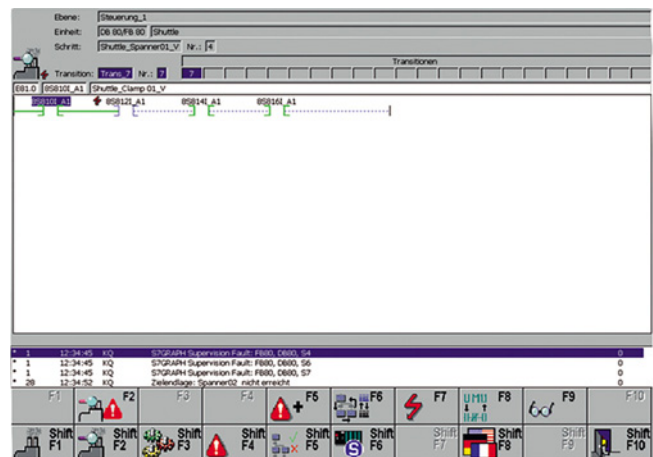 Ebene: Steuerung_1
Einheit: DB 80/FB 80 Shuttle
Schritt: Shuttle_Spanner01_V Nr.: 4
Transitionen
Transition: Trans_7 Nr.: 7 7
E81.0 8S810I_A1 Shuttle_Clamp 01_V
8S810I_A1 8S812I_A1 8S814I_A1 8S816I_A1
* 1 12:34:45 KQ S7GRAPH Supervision Fault: FB80, DB80, S4 0
* 1 12:34:45 KQ S7GRAPH Supervision Fault: FB80, DB80, S6 0
* 1 12:34:45 KQ S7GRAPH Supervision Fault: FB80, DB80, S7 0
* 28 12:34:52 KQ Zielendlage: Spanner02 nicht erreicht 0
F1 F2 F3 F4 F5 F6 F7 F8 F9 F10
Shift F1 Shift F2 Shift F3 Shift F4 Shift F5 Shift F6 Shift F7 Shift F8 Shift F9 Shift F10